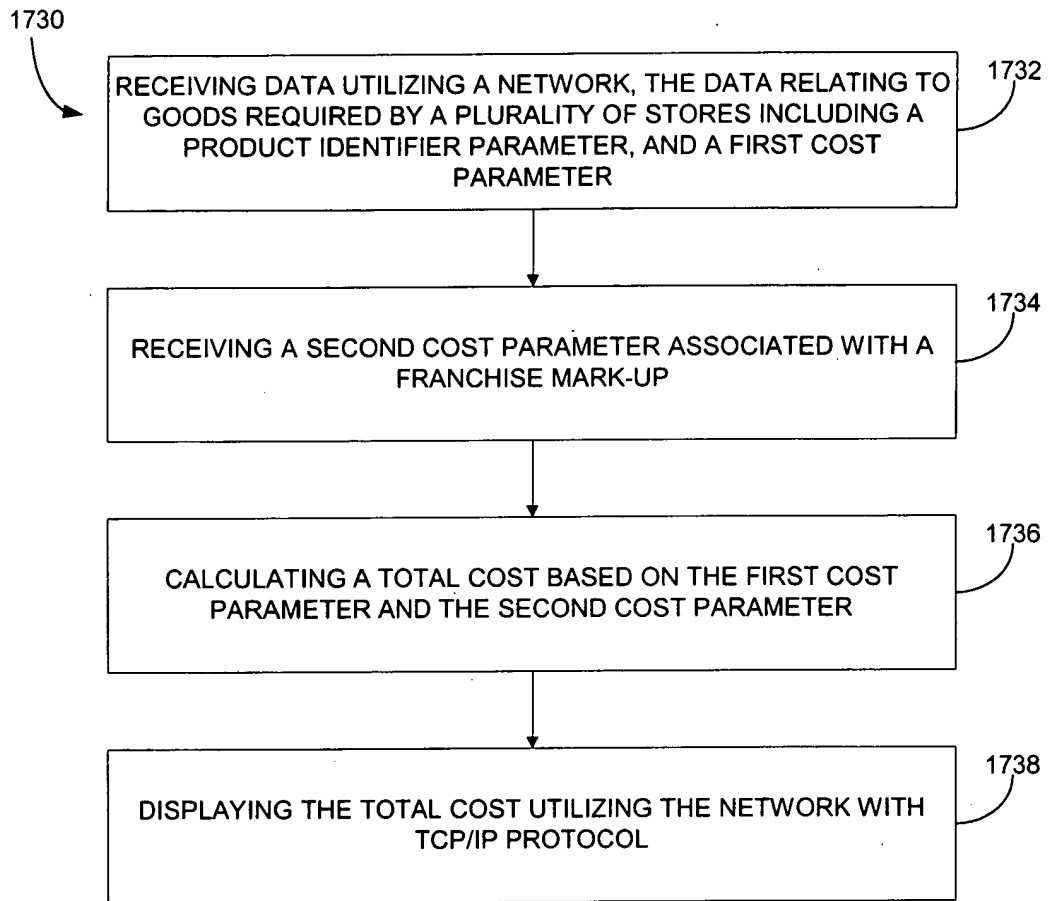 1730
RECEIVING DATA UTILIZING A NETWORK, THE DATA RELATING TO
GOODS REQUIRED BY A PLURALITY OF STORES INCLUDING A
PRODUCT IDENTIFIER PARAMETER, AND A FIRST COST
PARAMETER
1732
RECEIVING A SECOND COST PARAMETER ASSOCIATED WITH A
FRANCHISE MARK-UP
1734
CALCULATING A TOTAL COST BASED ON THE FIRST COST
PARAMETER AND THE SECOND COST PARAMETER
1736
DISPLAYING THE TOTAL COST UTILIZING THE NETWORK WITH
TCP/IP PROTOCOL
1738